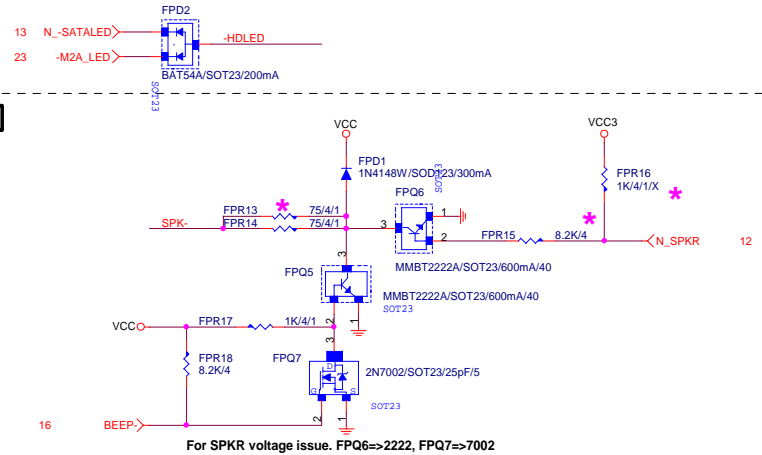 FPD2
13 N_-SATALED
-HDLED
23 -M2A_LED
BAT54A/SOT23/200mA
SOT23
VCC
VCC3
FPD1
1N4148W/SOD123/300mA
SOT23
FPR16
1K/4/1/X
*
FPQ6
FPR13 * 75/4/1
*
SPK- FPR14 75/4/1
3
1
2
FPR15 8.2K/4
N_SPKR 12
MMBT2222A/SOT23/600mA/40
3
FPQ5
MMBT2222A/SOT23/600mA/40
SOT23
2
1
VCC FPR17 1K/4/1
3
FPR18
8.2K/4
FPQ7
D
2N7002/SOT23/25pF/5
G S
SOT23
2
1
16 BEEP-
For SPKR voltage issue. FPQ6=>2222, FPQ7=>7002